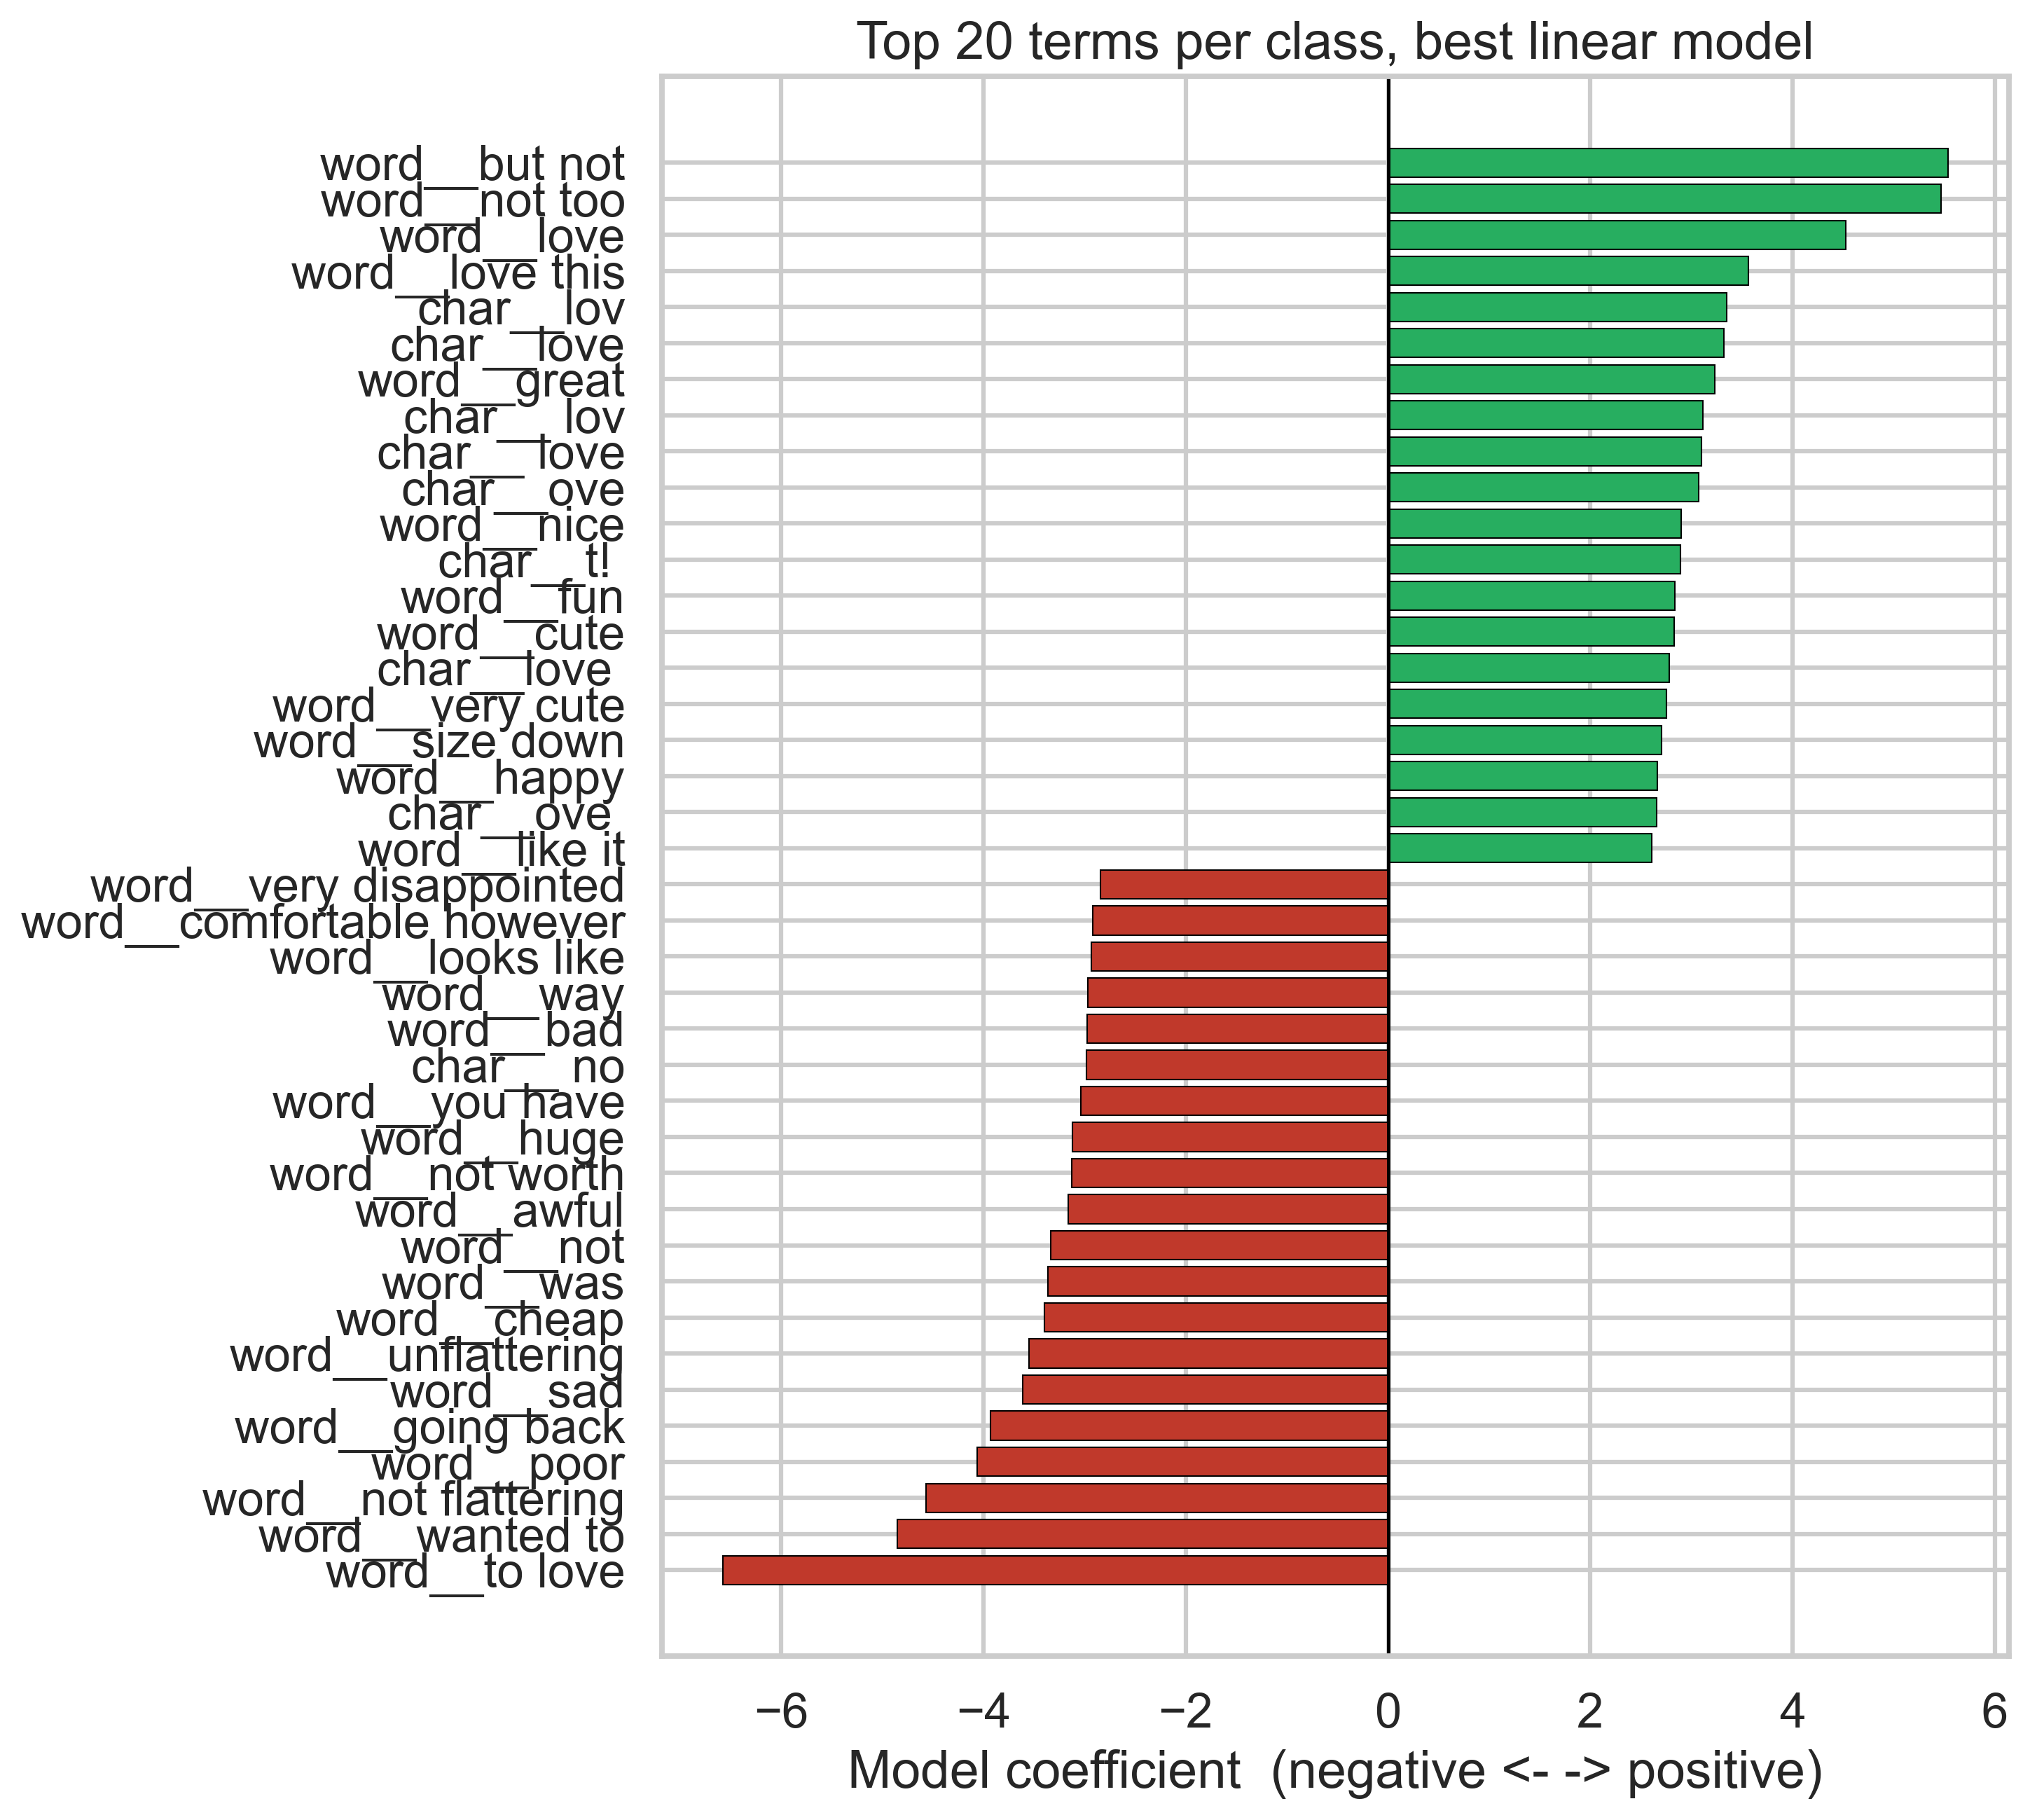 Top 20 terms per class, best linear model
word__but not
word__not too
word__love
word__love this
char__lov
char__ love
word__great
char__ lov
char__ love
char__ ove
word__nice
char__t!
word__fun
word__cute
char__love
word__very cute
word__size down
word__happy
char__ove
word__like it
word__very disappointed
word__comfortable however
word__looks like
word__way
word__bad
char__ no
word__you have
word__huge
word__not worth
word__awful
word__not
word__was
word__cheap
word__unflattering
word__sad
word__going back
word__poor
word__not flattering
word__wanted to
word__to love
−6 −4 −2 0 2 4 6
Model coefficient  (negative <- -> positive)